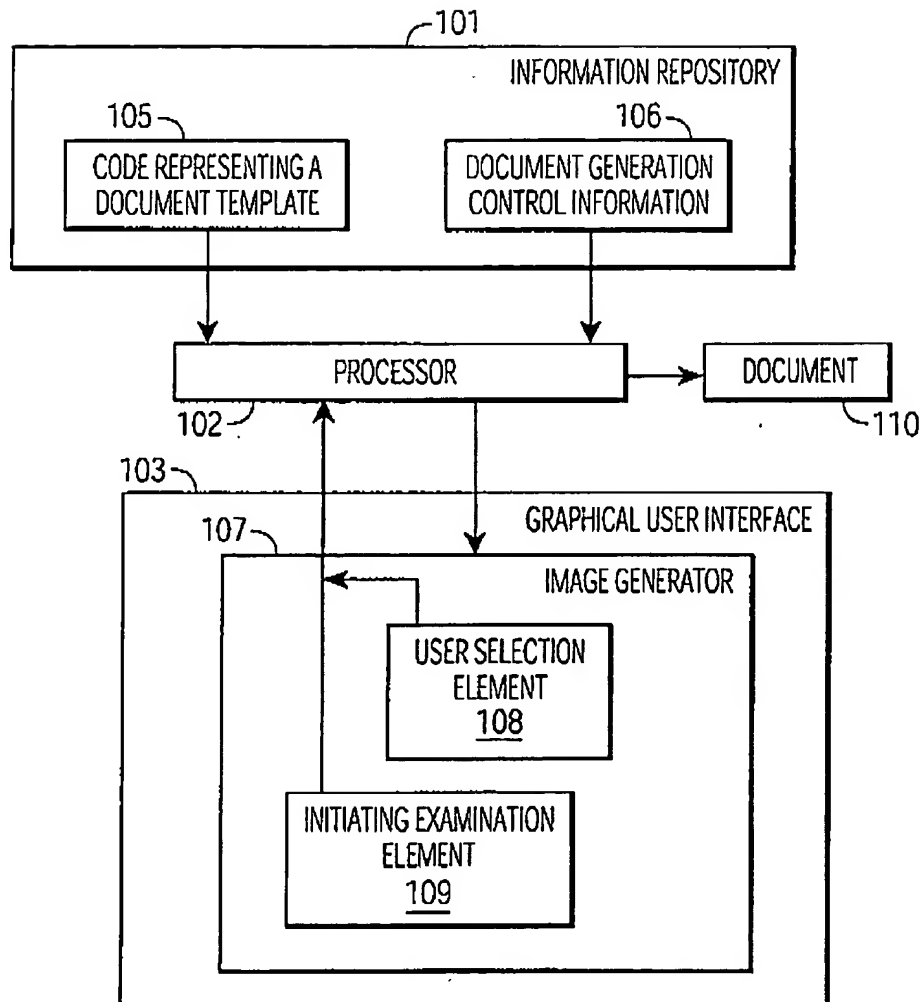 101
INFORMATION REPOSITORY
105
106
CODE REPRESENTING A
DOCUMENT TEMPLATE
DOCUMENT GENERATION
CONTROL INFORMATION
PROCESSOR
DOCUMENT
102
110
103
GRAPHICAL USER INTERFACE
107
IMAGE GENERATOR
USER SELECTION
ELEMENT
108
INITIATING EXAMINATION
ELEMENT
109